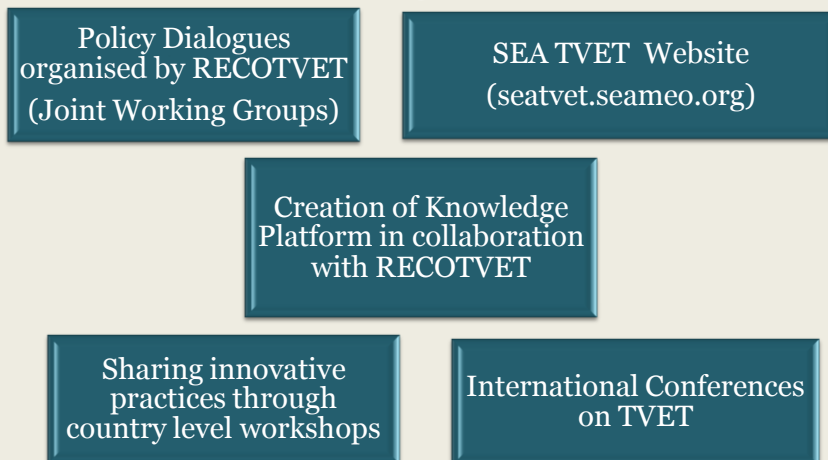 Policy Dialogues
organised by RECOTVET
(Joint Working Groups)
SEA TVET Website
(seatvet.seameo.org)
Creation of Knowledge
Platform in collaboration
with RECOTVET
Sharing innovative
practices through
country level workshops
International Conferences
on TVET